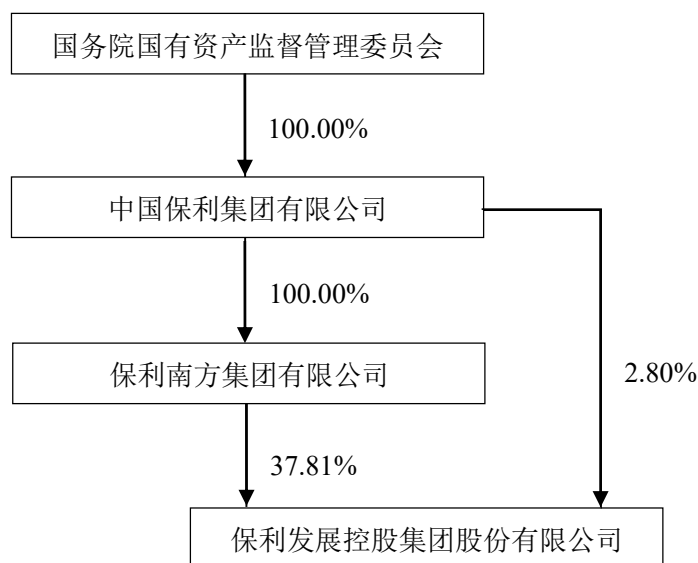 国务院国有资产监督管理委员会
100.00%
中国保利集团有限公司
100.00%
保利南方集团有限公司
2.80%
37.81%
保利发展控股集团股份有限公司